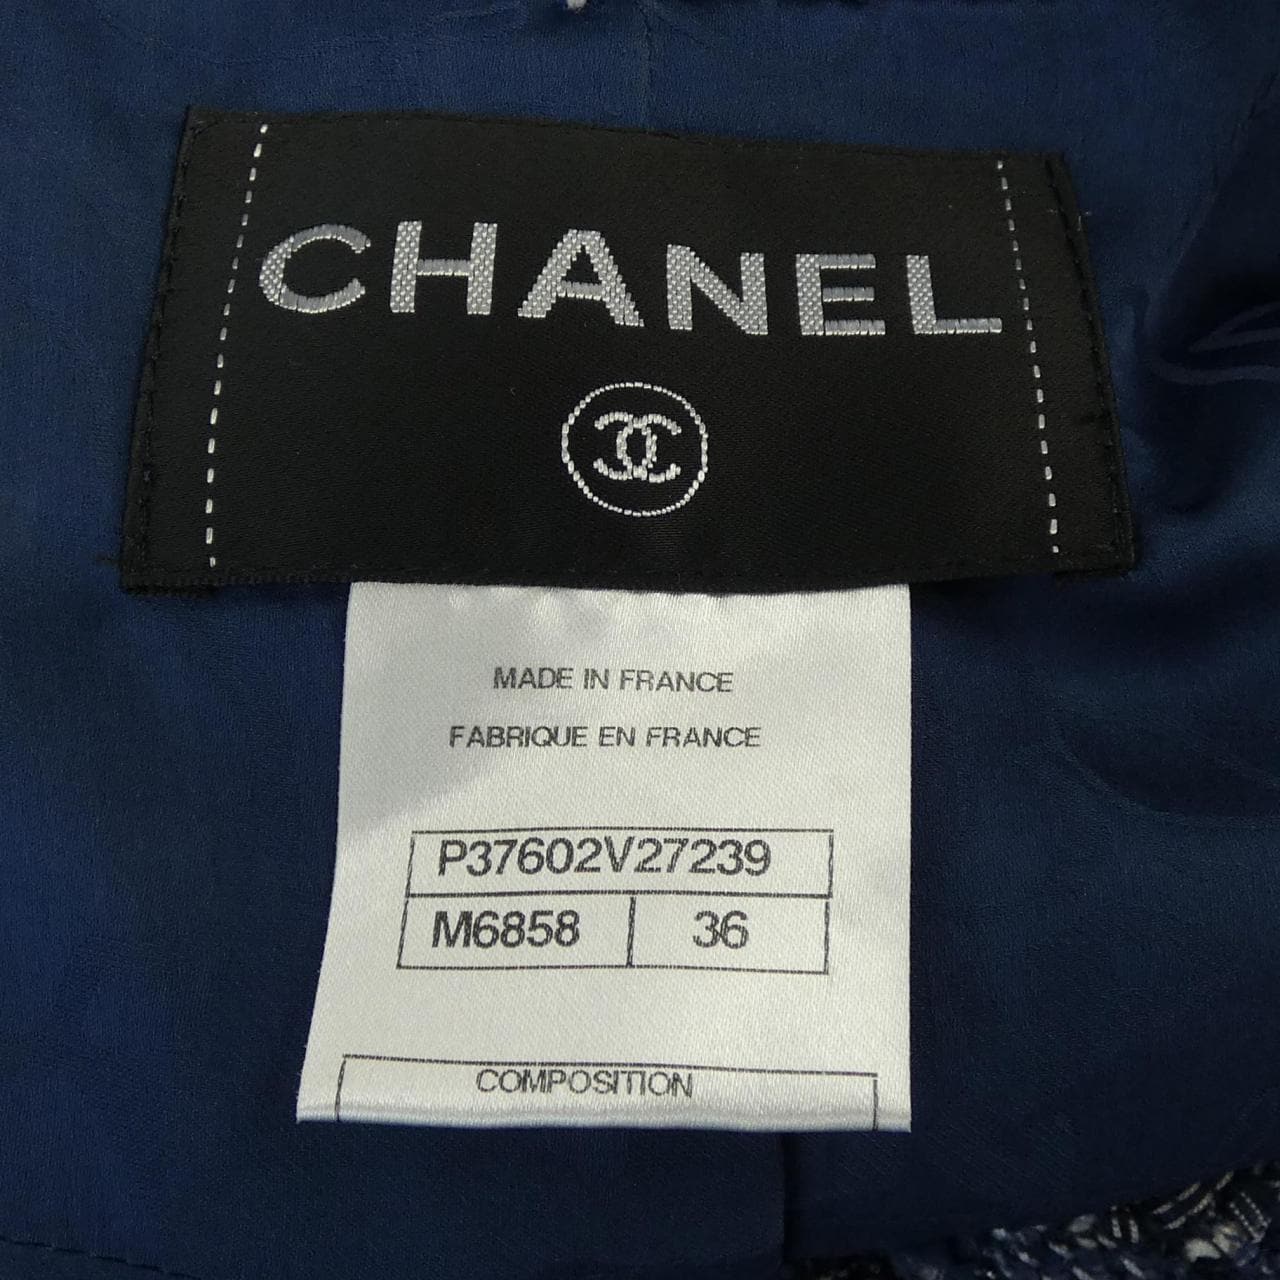 CHANEL
MADE IN FRANCE
FABRIQUE EN FRANCE
P37602V27239
M6858 36
COMPOSITION